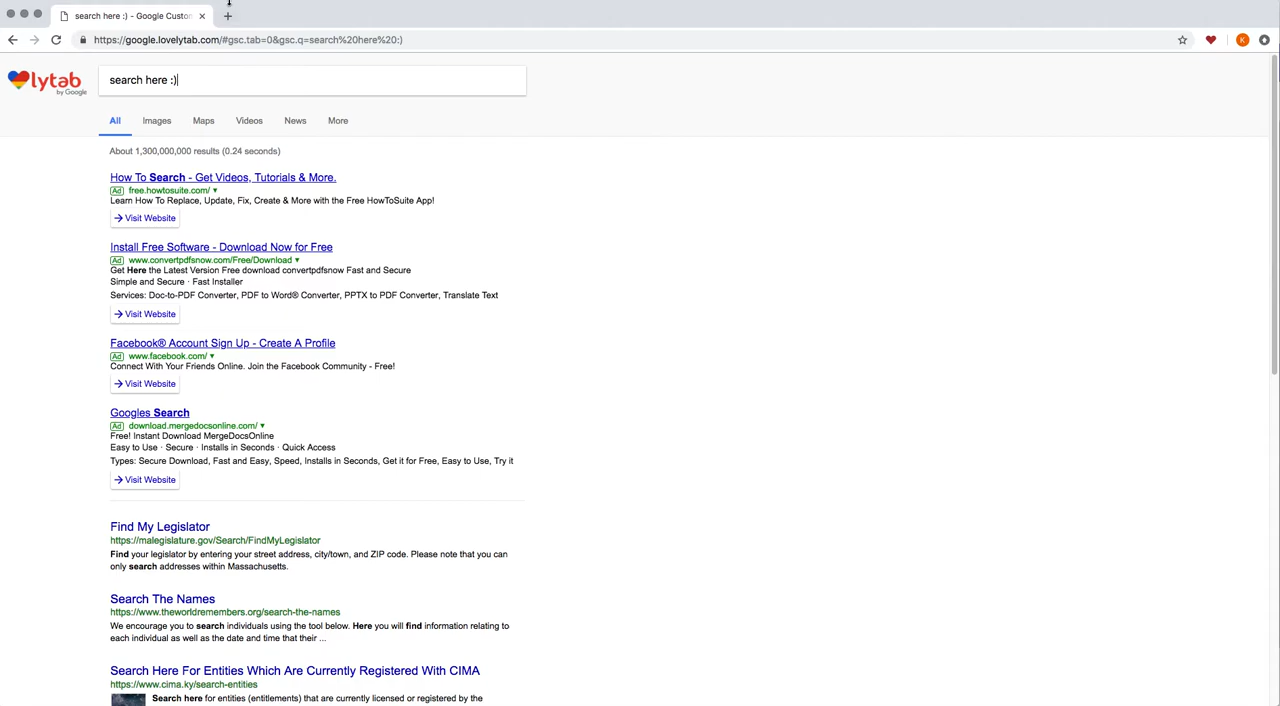 search here :) - Google Custon
https://google.lovelytab.com/#gsc.tab=0&gsc.q=search%20here%20:)
K
lytab
by Google
search here :)
All Images Maps Videos News More
About 1,300,000,000 results (0.24 seconds)
How To Search - Get Videos, Tutorials & More.
Ad free.howtosuite.com/
Learn How To Replace, Update, Fix, Create & More with the Free HowToSuite App!
Visit Website
Install Free Software - Download Now for Free
Ad www.convertpdfsnow.com/Free/Download
Get Here the Latest Version Free download convertpdfsnow Fast and Secure
Simple and Secure · Fast Installer
Services: Doc-to-PDF Converter, PDF to Word® Converter, PPTX to PDF Converter, Translate Text
Visit Website
Facebook® Account Sign Up - Create A Profile
Ad www.facebook.com/
Connect With Your Friends Online. Join the Facebook Community - Free!
Visit Website
Googles Search
Ad download.mergedocsonline.com/
Free! Instant Download MergeDocsOnline
Easy to Use · Secure · Installs in Seconds · Quick Access
Types: Secure Download, Fast and Easy, Speed, Installs in Seconds, Get it for Free, Easy to Use, Try it
Visit Website
Find My Legislator
https://malegislature.gov/Search/FindMyLegislator
Find your legislator by entering your street address, city/town, and ZIP code. Please note that you can
only search addresses within Massachusetts.
Search The Names
https://www.theworldremembers.org/search-the-names
We encourage you to search individuals using the tool below. Here you will find information relating to
each individual as well as the date and time that their ...
Search Here For Entities Which Are Currently Registered With CIMA
https://www.cima.ky/search-entities
Search here for entities (entitlements) that are currently licensed or registered by the